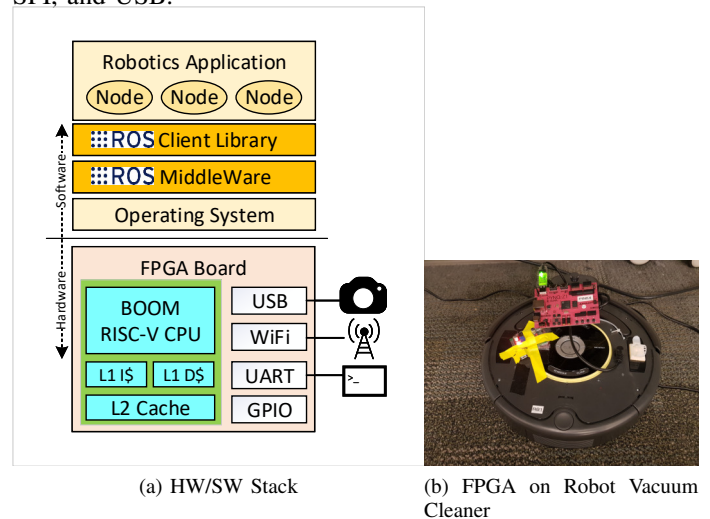 SPI, and USB.
Robotics Application
Node Node Node
ROS Client Library
ROS MiddleWare
Operating System
Software
Hardware
FPGA Board
BOOM
RISC-V CPU
L1 I$ L1 D$
L2 Cache
USB
WiFi
UART
GPIO
>_
(a) HW/SW Stack
(b) FPGA on Robot Vacuum
Cleaner